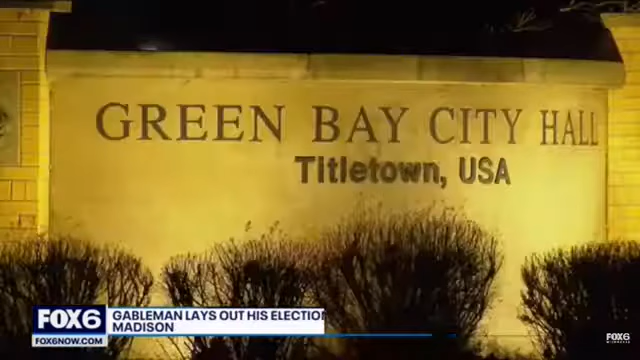 GREEN BAY CITY HALL
Titletown, USA
FOX6
FOX6NOW.COM
GABLEMAN LAYS OUT HIS ELECTION
MADISON
FOX6